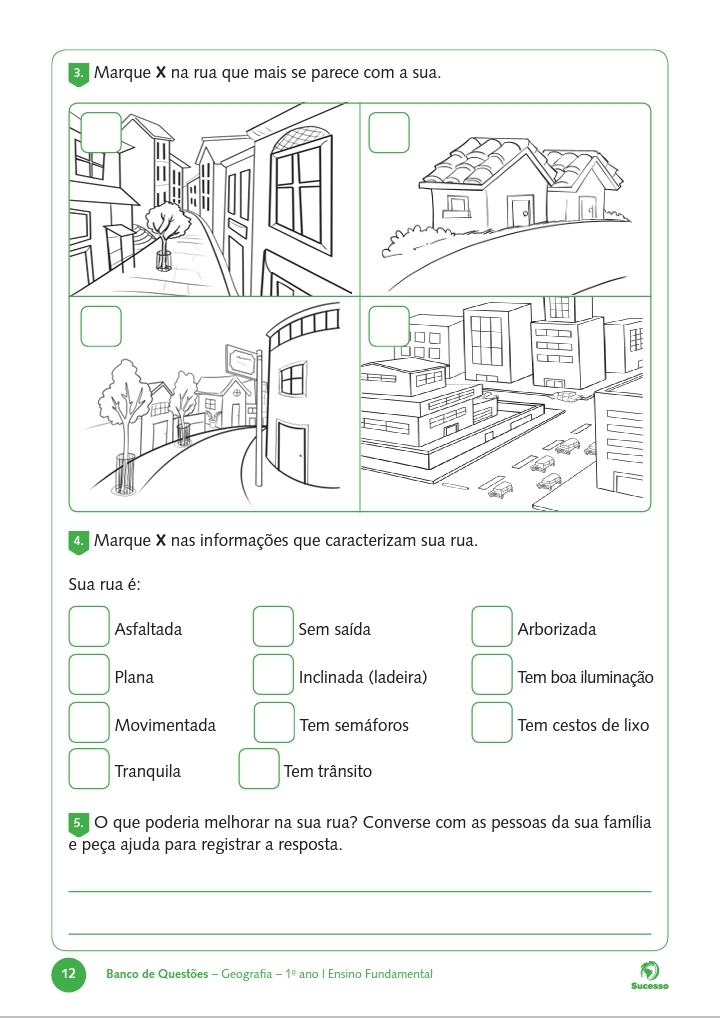 3. Marque X na rua que mais se parece com a sua.
4. Marque X nas informações que caracterizam sua rua.
Sua rua é:
Asfaltada Sem saída Arborizada
Plana Inclinada (ladeira) Tem boa iluminação
Movimentada Tem semáforos Tem cestos de lixo
Tranquila Tem trânsito
5. O que poderia melhorar na sua rua? Converse com as pessoas da sua família
e peça ajuda para registrar a resposta.
12 Banco de Questões – Geografia – 1º ano I Ensino Fundamental
Sucesso